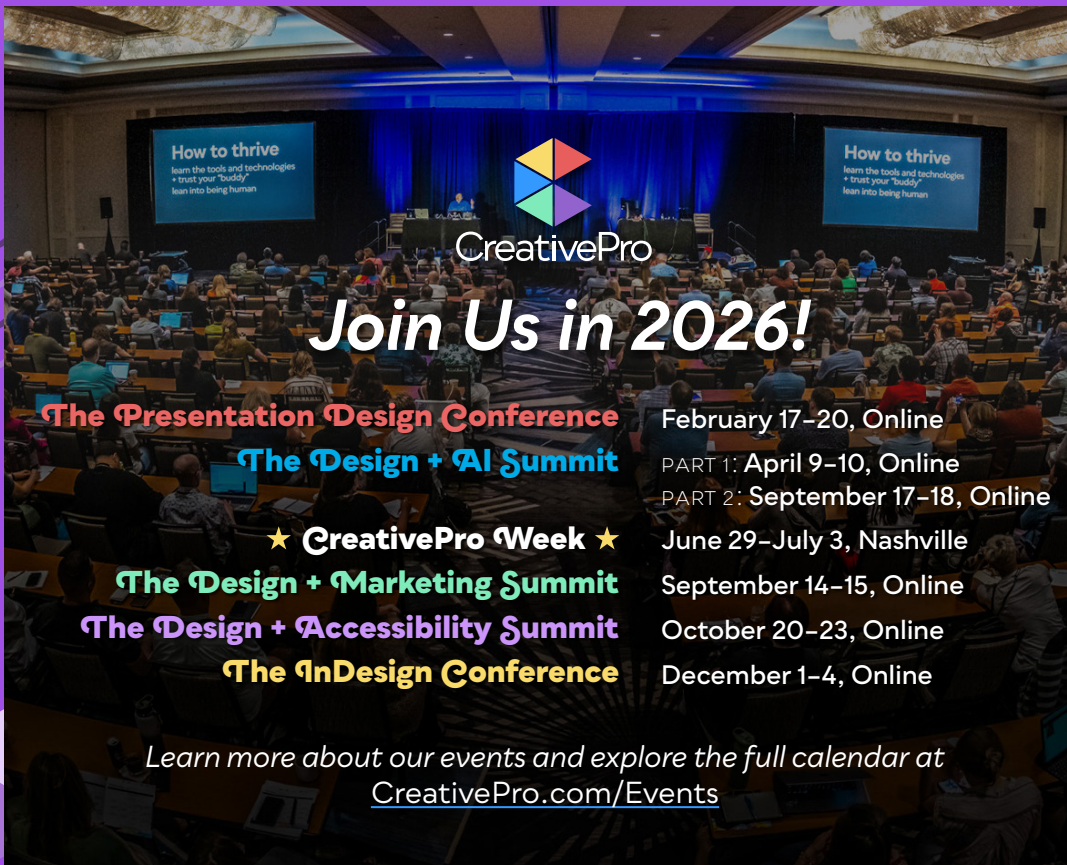 How to thrive
learn the tools and technologies
+ trust your "buddy"
lean into being human
How to thrive
learn the tools and technologies
+ trust your "buddy"
lean into being human
CreativePro
Join Us in 2026!
The Presentation Design Conference February 17–20, Online
The Design + AI Summit PART 1: April 9–10, Online
PART 2: September 17–18, Online
★ CreativePro Week ★ June 29–July 3, Nashville
The Design + Marketing Summit September 14–15, Online
The Design + Accessibility Summit October 20–23, Online
The InDesign Conference December 1–4, Online
Learn more about our events and explore the full calendar at
CreativePro.com/Events